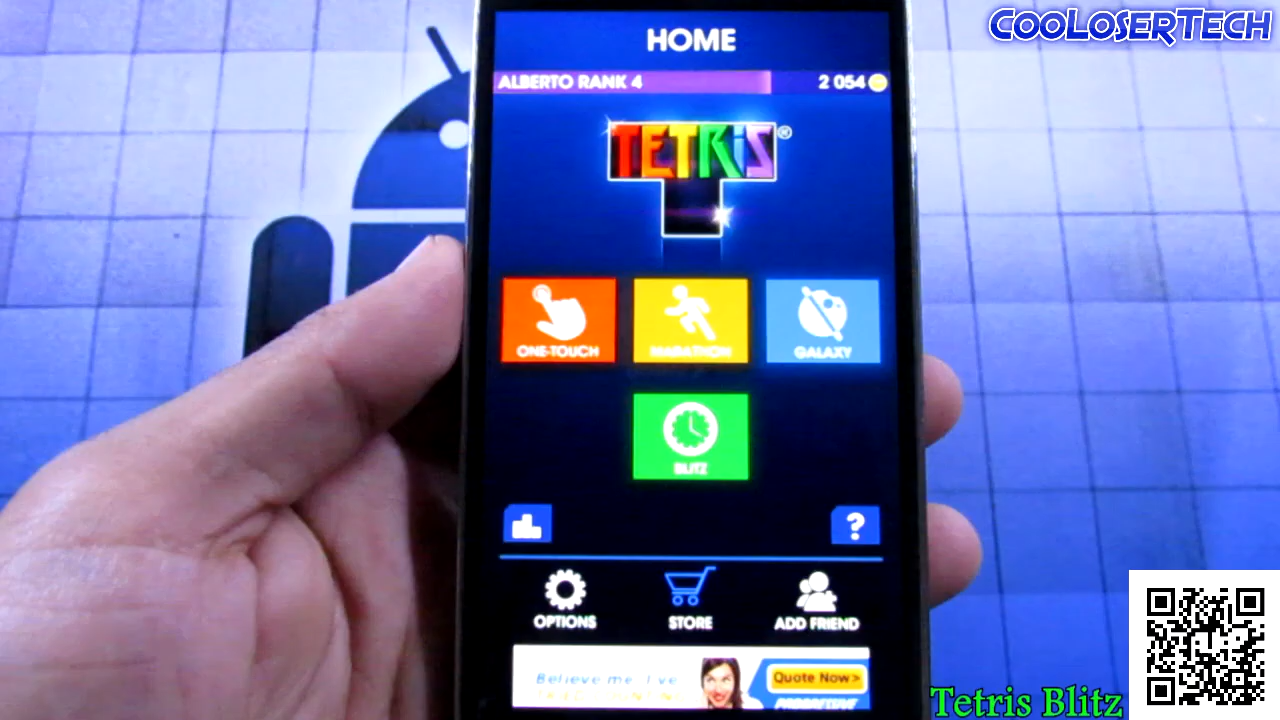 CooLoserTech
HOME
ALBERTO RANK 4
2 054
TETRIS®
ONE-TOUCH
MARATHON
GALAXY
BLITZ
?
OPTIONS
STORE
ADD FRIEND
Believe me, I've
Quote Now>
PROGRESSIVE
Tetris Blitz